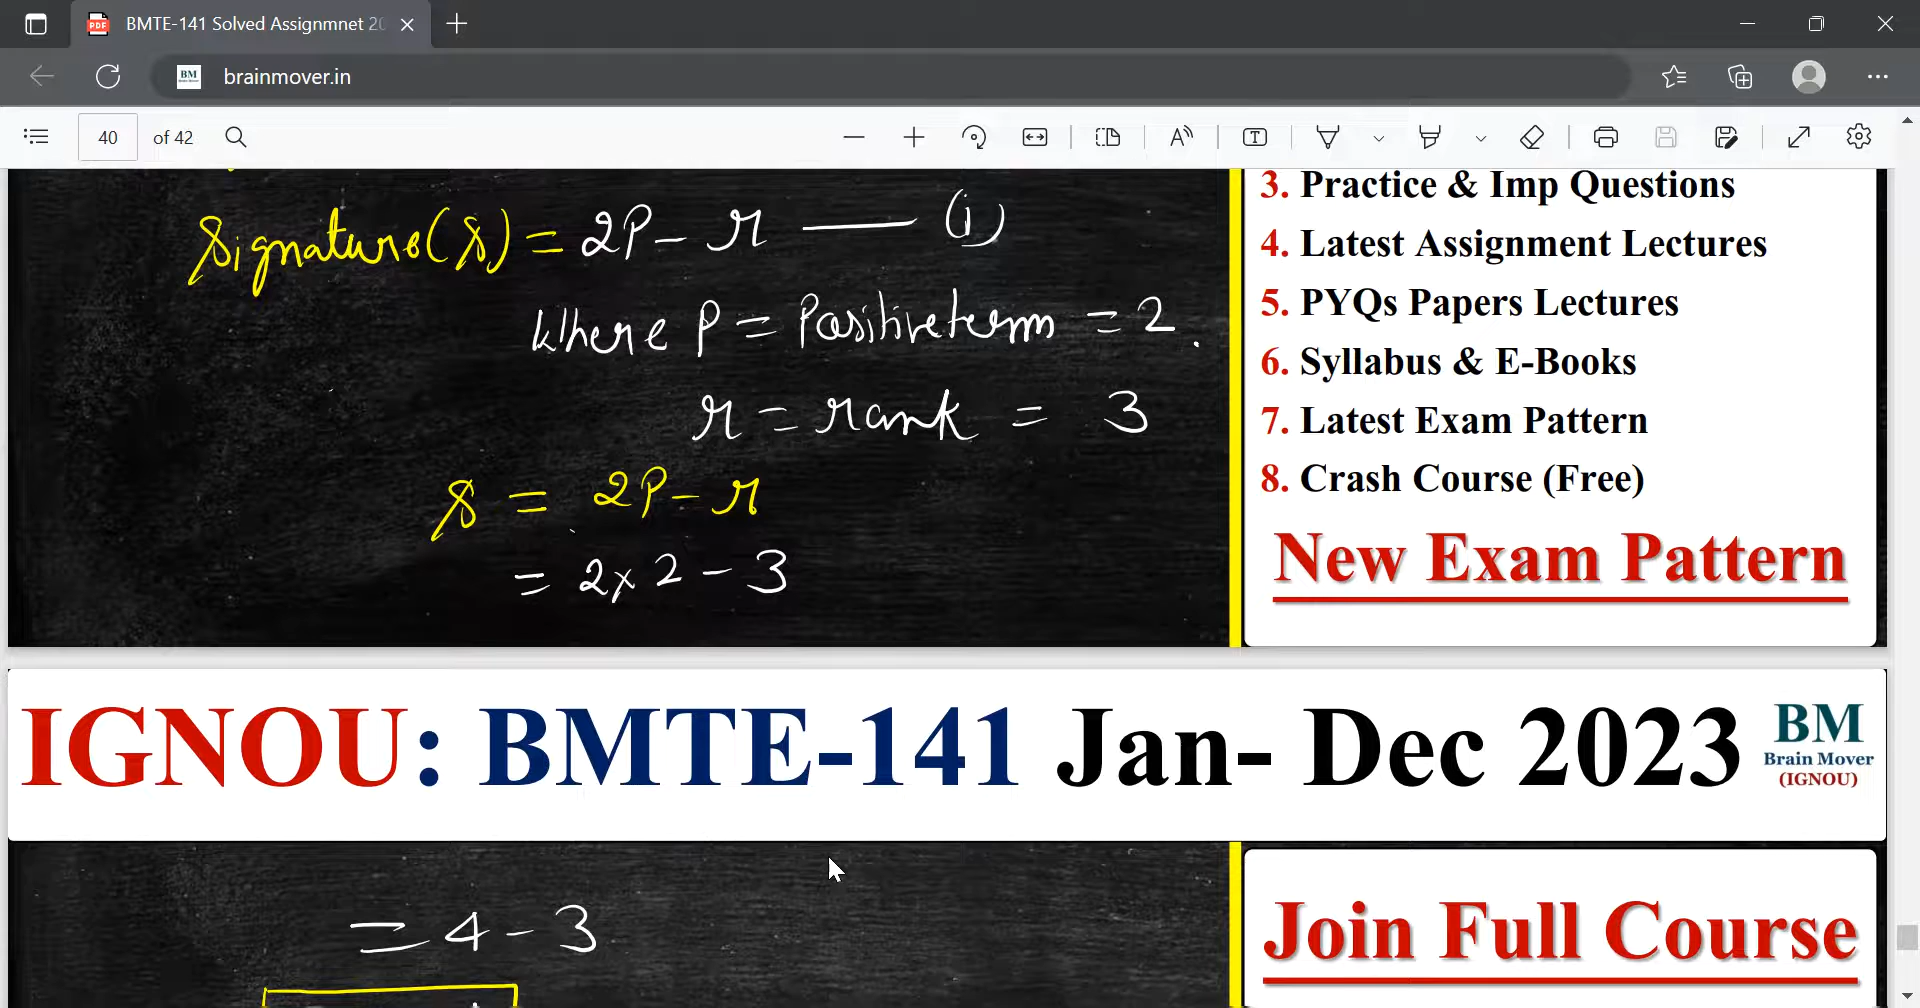 BMTE-141 Solved Assignmnet 20
BM
brainmover.in
40 of 42
Signature(s) = 2P - r —— (i)
Where P = Positive term = 2.
r = rank = 3
s = 2P - r
= 2 x 2 - 3
3. Practice & Imp Questions
4. Latest Assignment Lectures
5. PYQs Papers Lectures
6. Syllabus & E-Books
7. Latest Exam Pattern
8. Crash Course (Free)
New Exam Pattern
IGNOU: BMTE-141 Jan- Dec 2023
BM
Brain Mover
(IGNOU)
= 4 - 3
Join Full Course